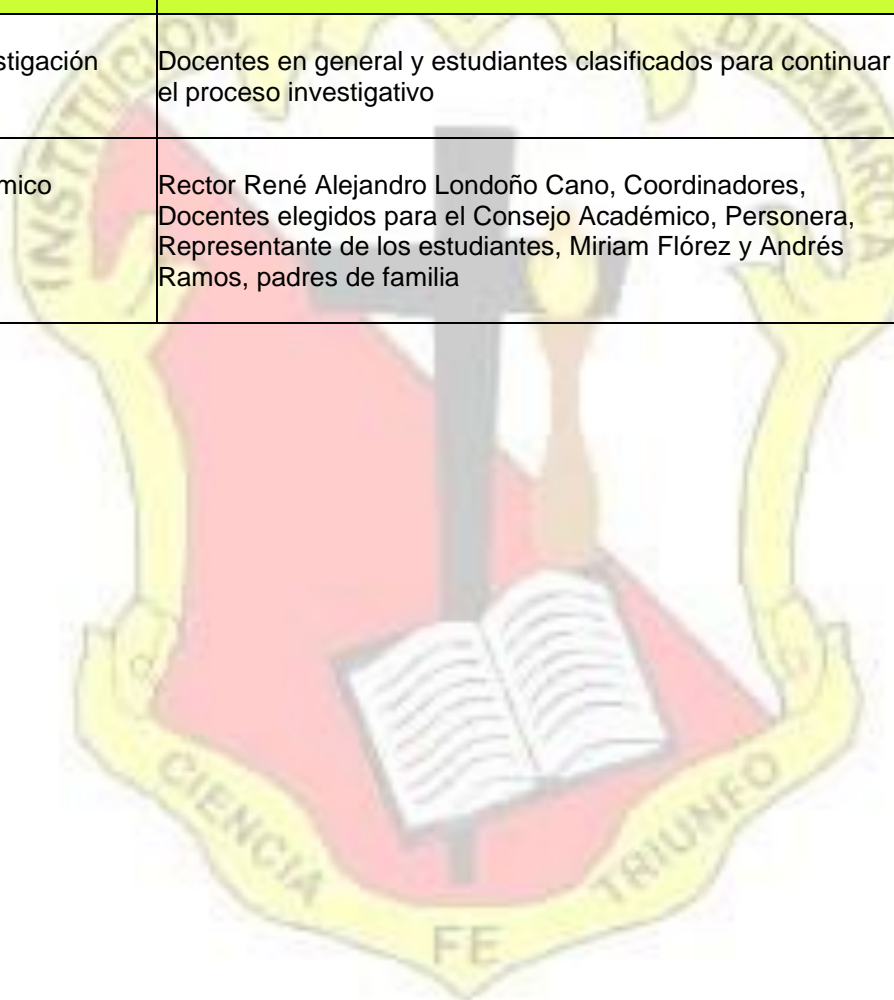 stigación
Docentes en general y estudiantes clasificados para continuar
el proceso investigativo
mico
Rector René Alejandro Londoño Cano, Coordinadores,
Docentes elegidos para el Consejo Académico, Personera,
Representante de los estudiantes, Miriam Flórez y Andrés
Ramos, padres de familia
INSTITUCION
DINAMARCA
CIENCIA
FE
TRIUNFO